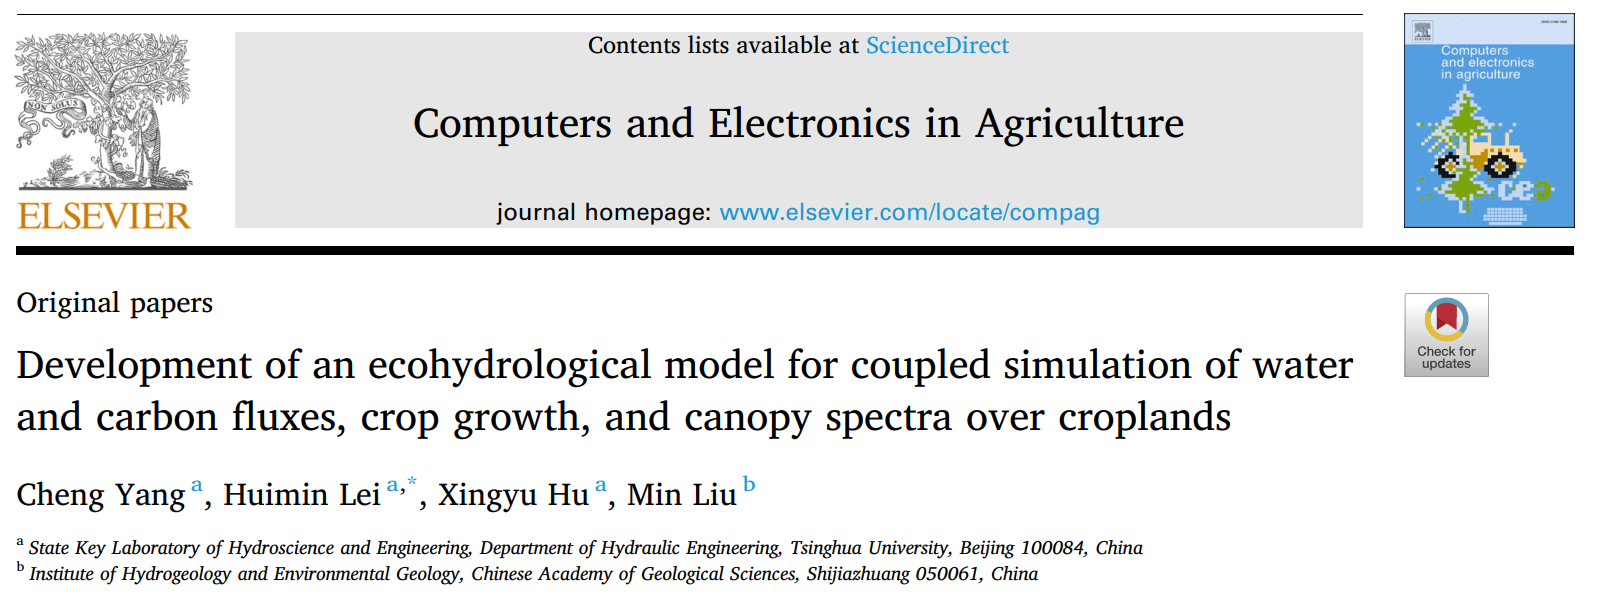 Contents lists available at ScienceDirect
Computers and Electronics in Agriculture
journal homepage: www.elsevier.com/locate/compag
NON SOLUS
ELSEVIER
ELSEVIER
Computers
and electronics
in agriculture
cea
Original papers
Check for
updates
Development of an ecohydrological model for coupled simulation of water
and carbon fluxes, crop growth, and canopy spectra over croplands
Cheng Yang a, Huimin Lei a,*, Xingyu Hu a, Min Liu b
a State Key Laboratory of Hydroscience and Engineering, Department of Hydraulic Engineering, Tsinghua University, Beijing 100084, China
b Institute of Hydrogeology and Environmental Geology, Chinese Academy of Geological Sciences, Shijiazhuang 050061, China